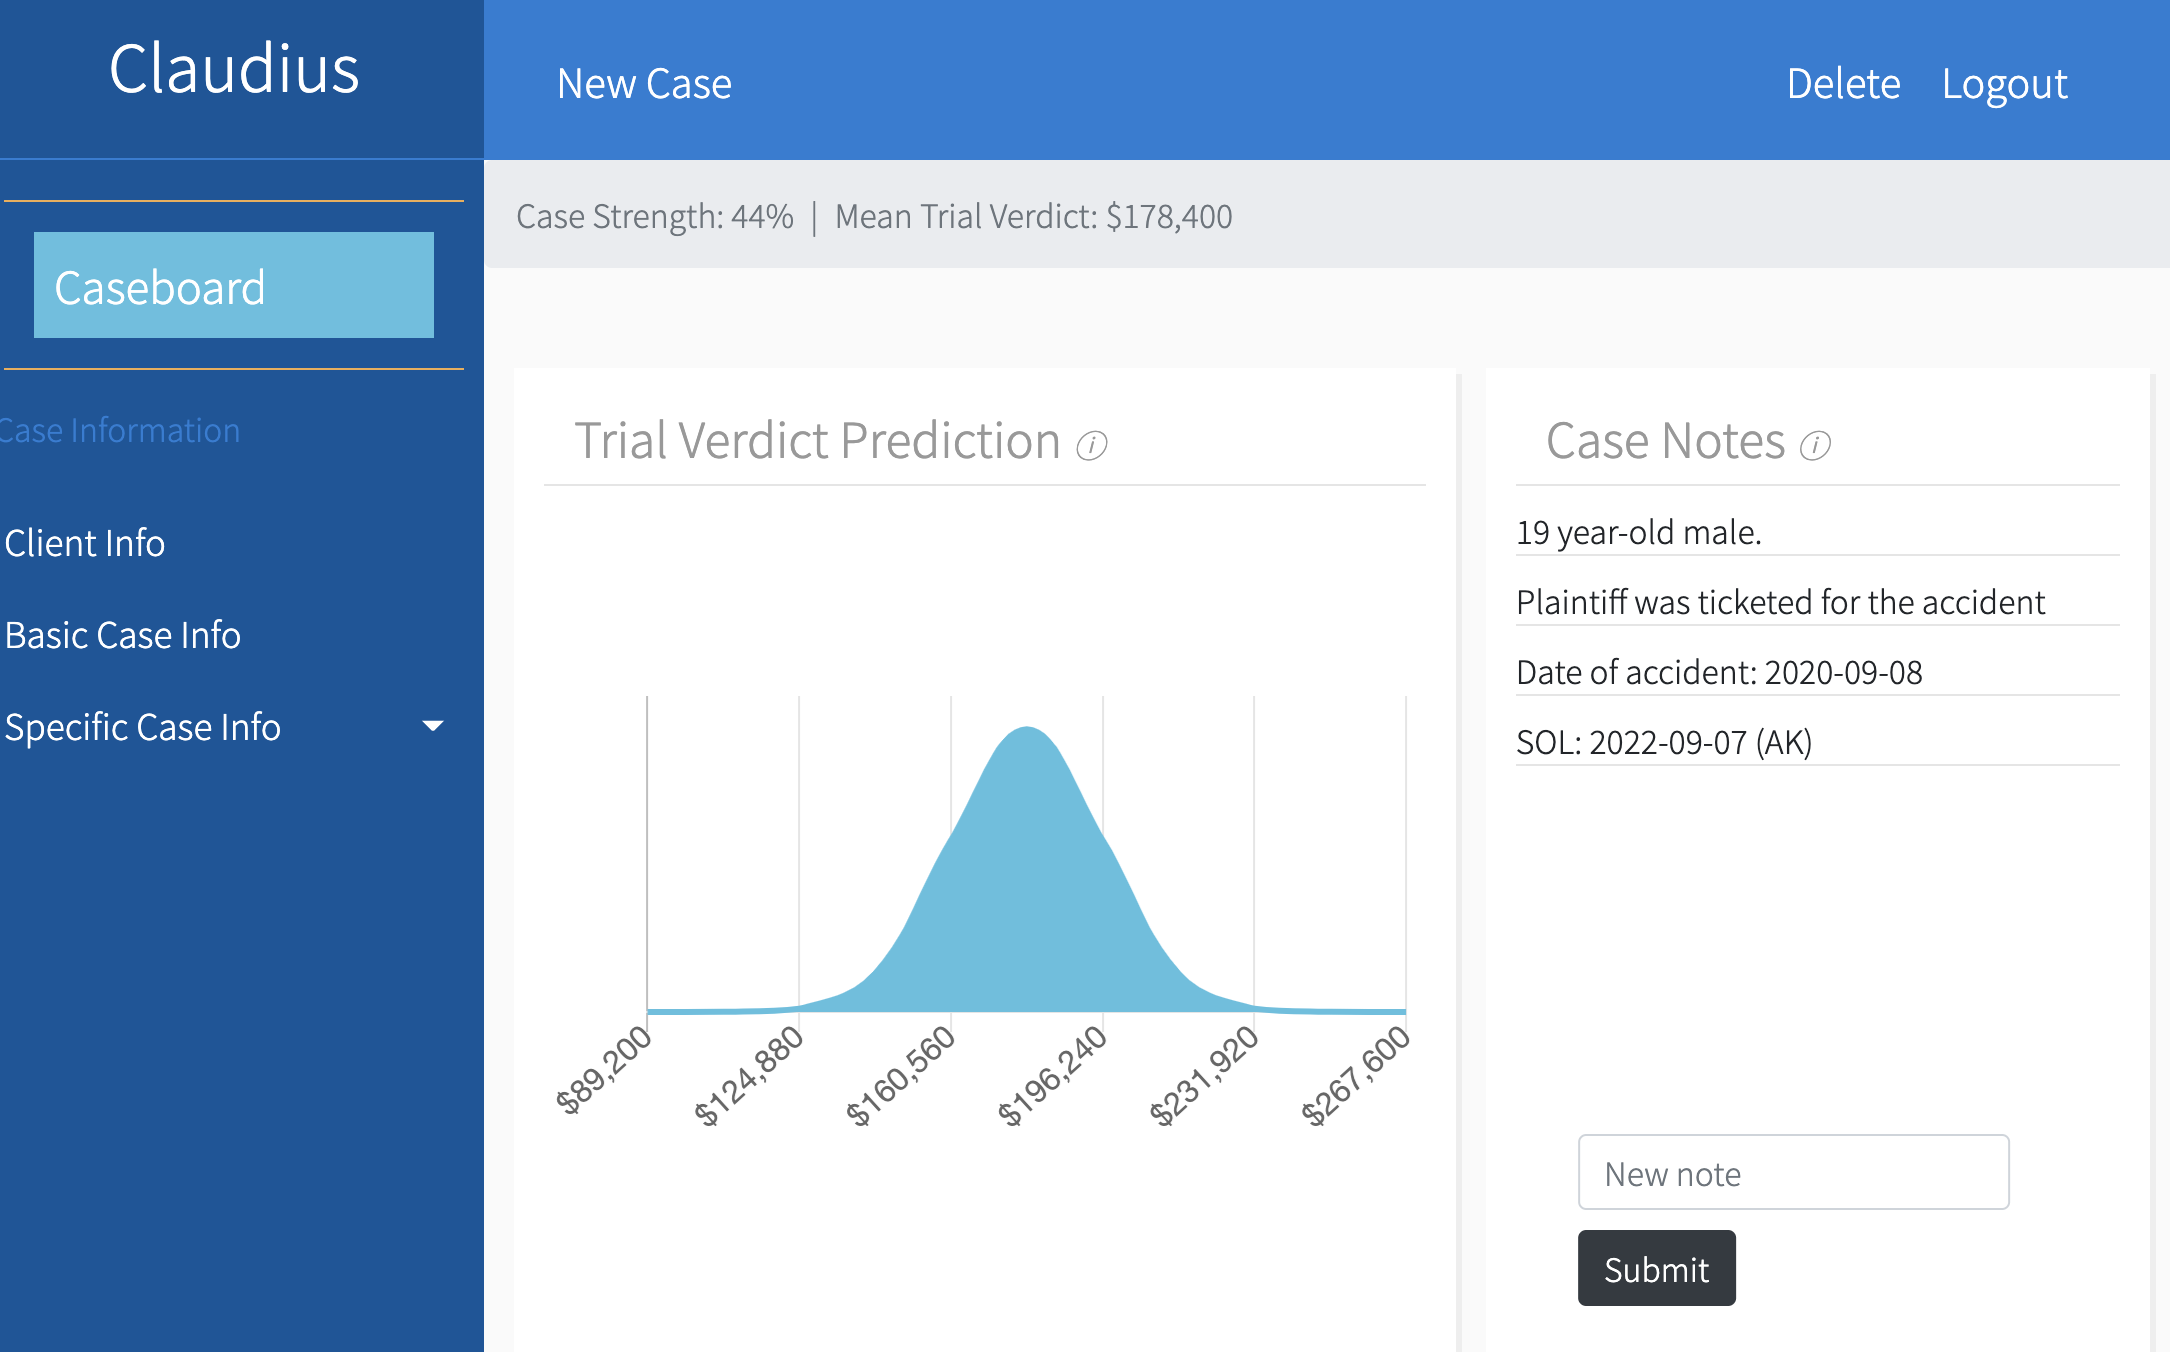 Claudius
New Case
Delete
Logout
Case Strength: 44% | Mean Trial Verdict: $178,400
Caseboard
Case Information
Client Info
Basic Case Info
Specific Case Info
Trial Verdict Prediction i
$89,200
$124,880
$160,560
$196,240
$231,920
$267,600
Case Notes i
19 year-old male.
Plaintiff was ticketed for the accident
Date of accident: 2020-09-08
SOL: 2022-09-07 (AK)
New note
Submit